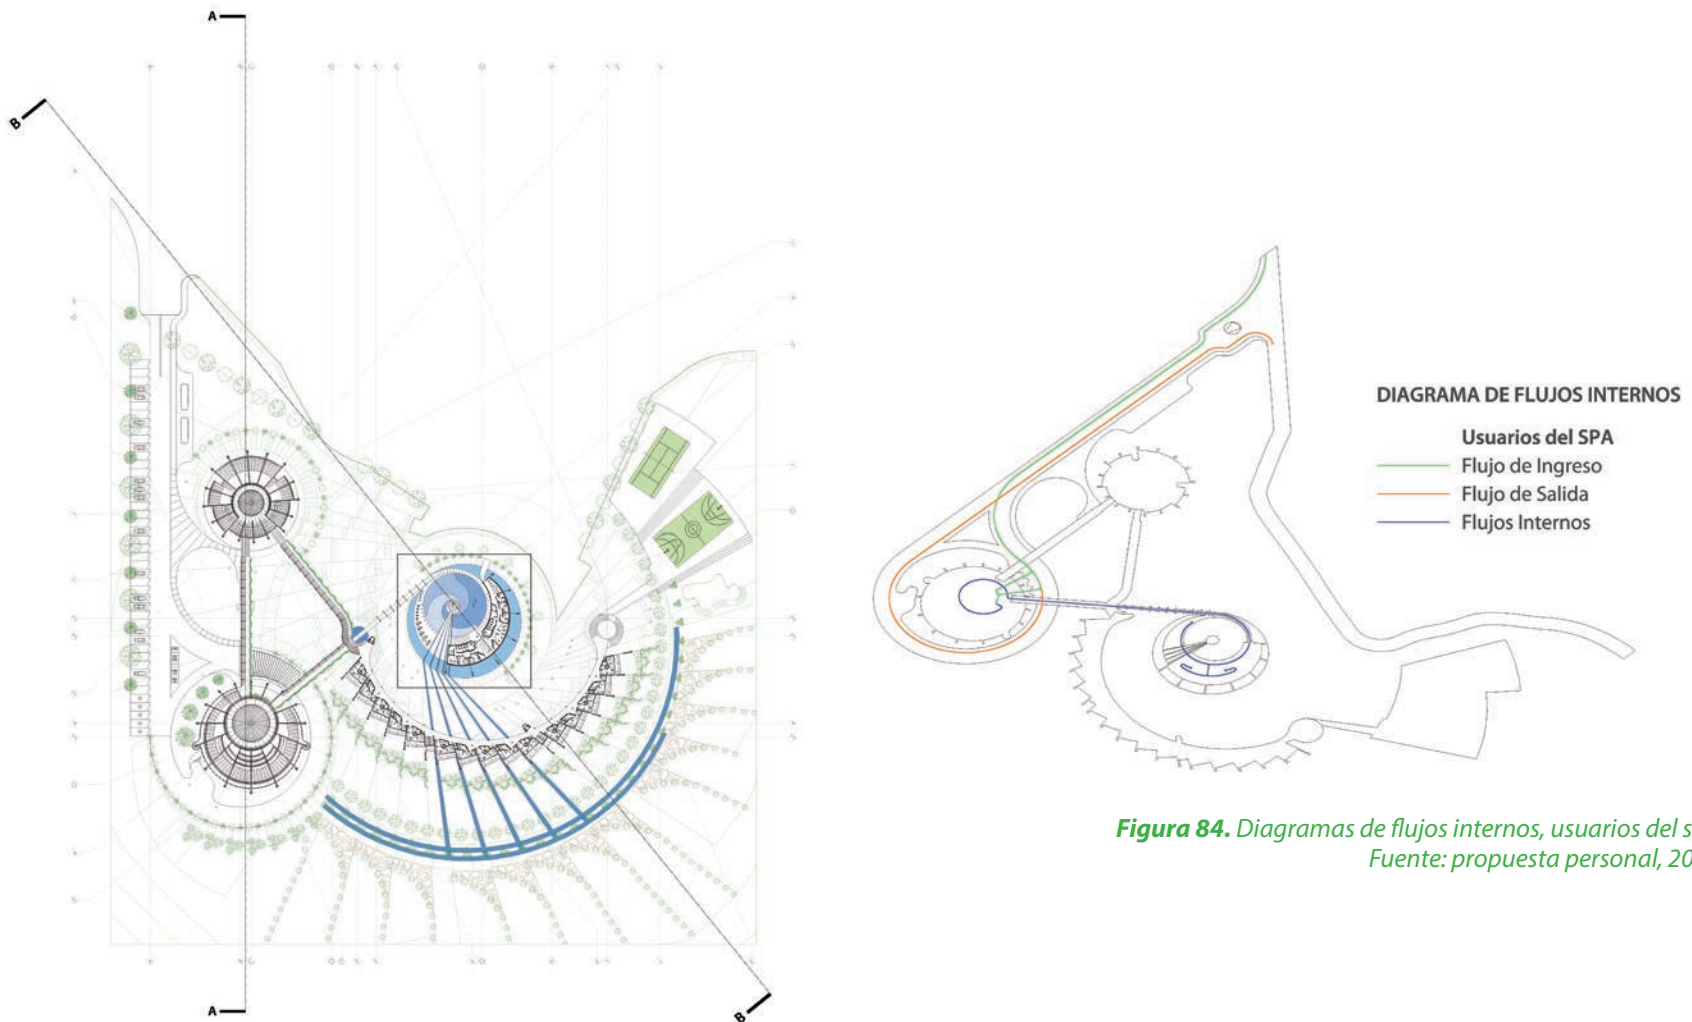 A
B
DIAGRAMA DE FLUJOS INTERNOS
Usuarios del SPA
Flujo de Ingreso
Flujo de Salida
Flujos Internos
Figura 84. Diagramas de flujos internos, usuarios del s
Fuente: propuesta personal, 20
A
B